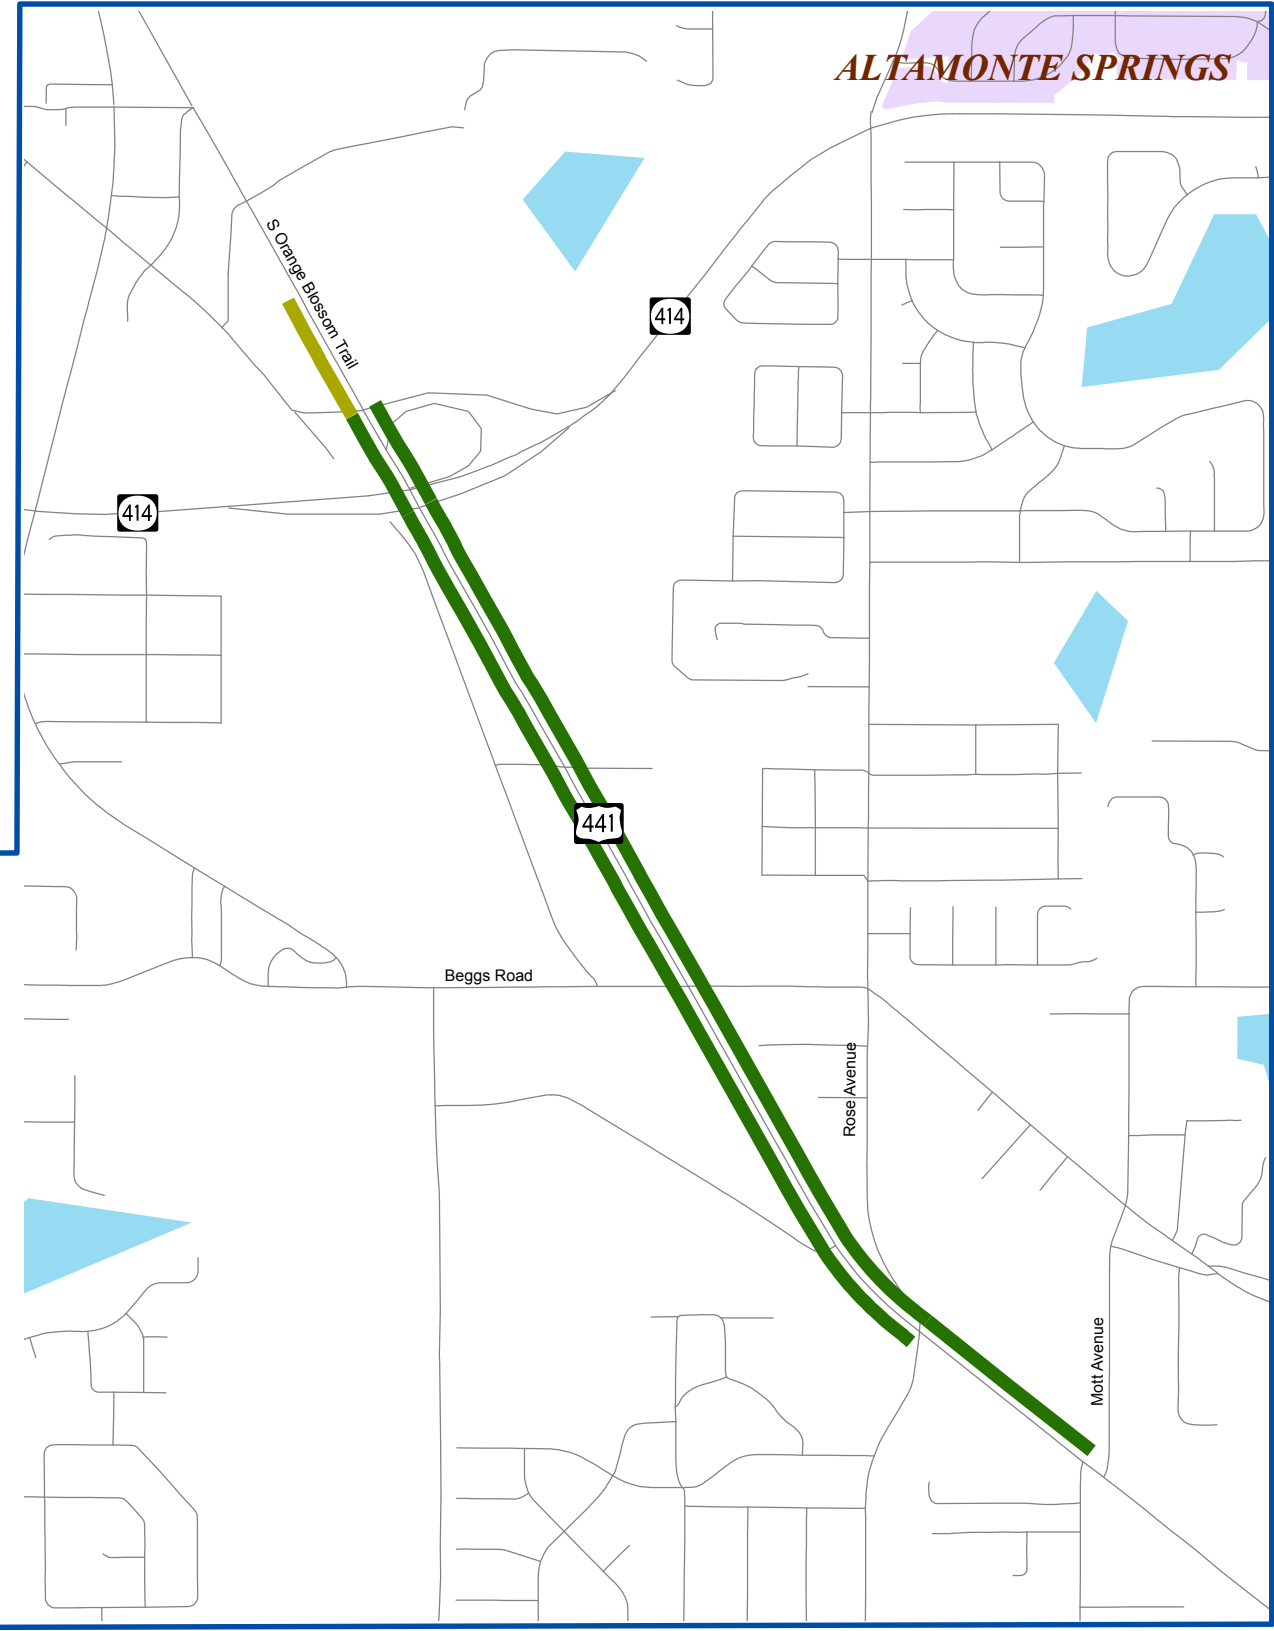 ALTAMONTE SPRINGS
S Orange Blossom Trail
414
414
441
Beggs Road
Rose Avenue
Mott Avenue